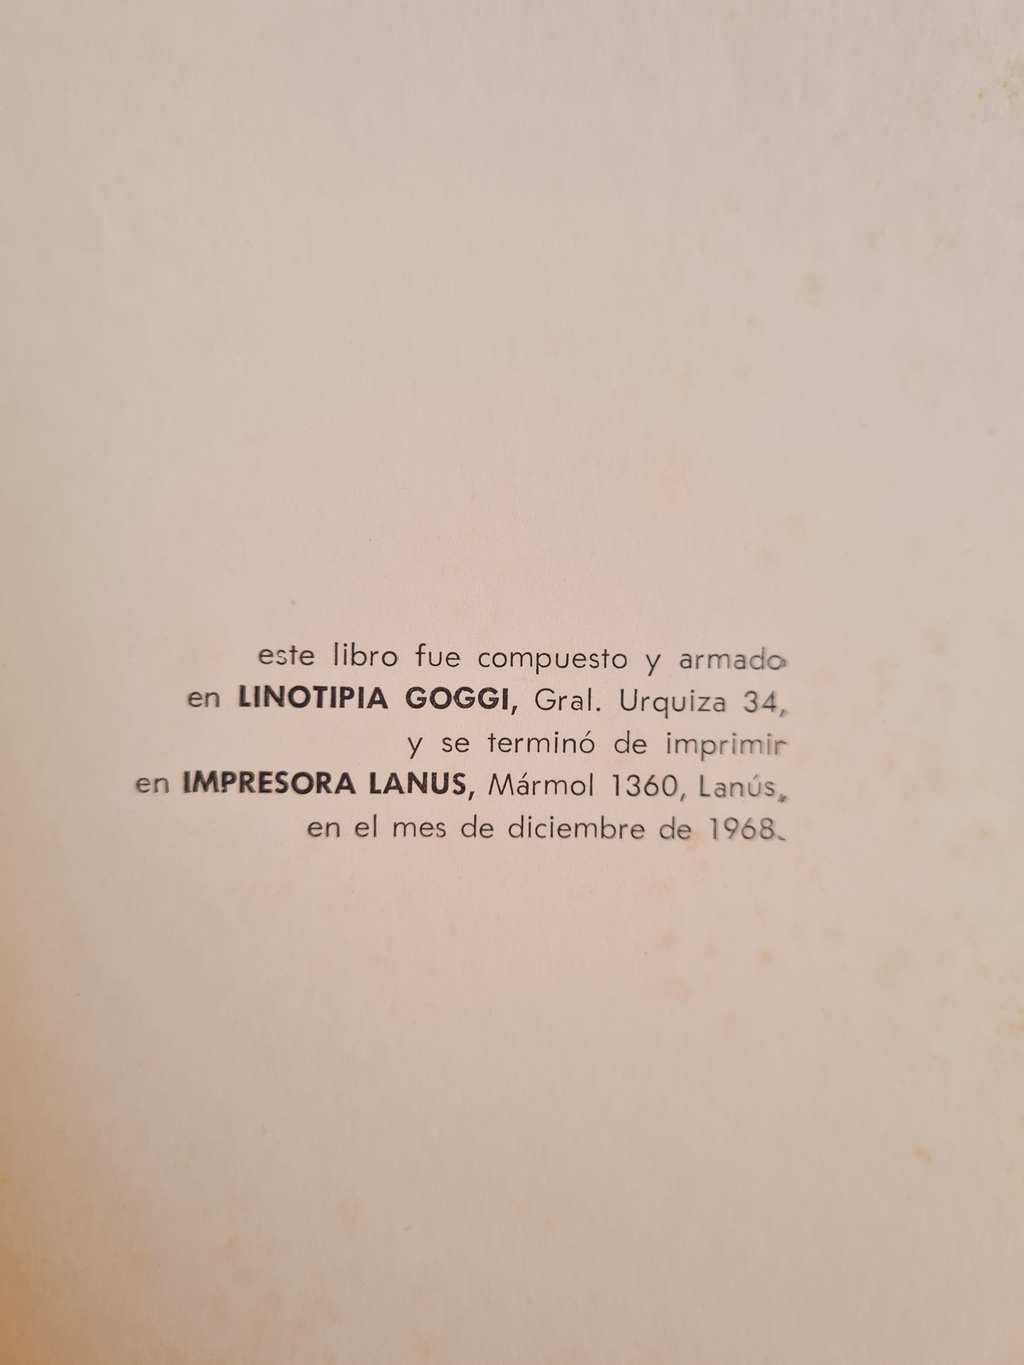 este libro fue compuesto y armado
en LINOTIPIA GOGGI, Gral. Urquiza 34,
y se terminó de imprimir
en IMPRESORA LANUS, Mármol 1360, Lanús,
en el mes de diciembre de 1968.